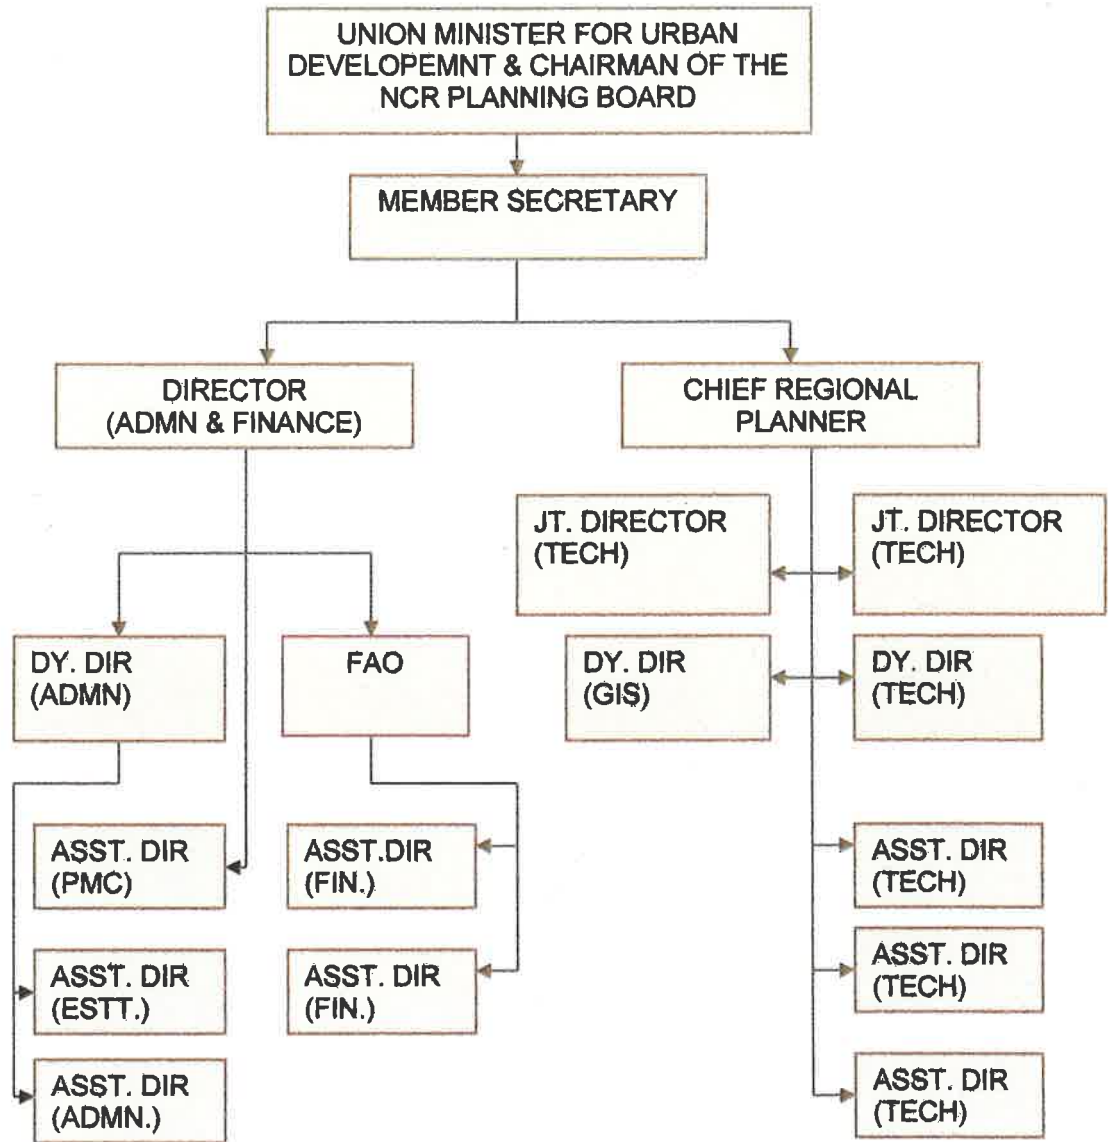 UNION MINISTER FOR URBAN
DEVELOPEMNT & CHAIRMAN OF THE
NCR PLANNING BOARD
MEMBER SECRETARY
DIRECTOR
(ADMN & FINANCE)
CHIEF REGIONAL
PLANNER
JT. DIRECTOR
(TECH)
JT. DIRECTOR
(TECH)
DY. DIR
(ADMN)
FAO
DY. DIR
(GIS)
DY. DIR
(TECH)
ASST. DIR
(PMC)
ASST.DIR
(FIN.)
ASST. DIR
(TECH)
ASST. DIR
(ESTT.)
ASST. DIR
(FIN.)
ASST. DIR
(TECH)
ASST. DIR
(ADMN.)
ASST. DIR
(TECH)